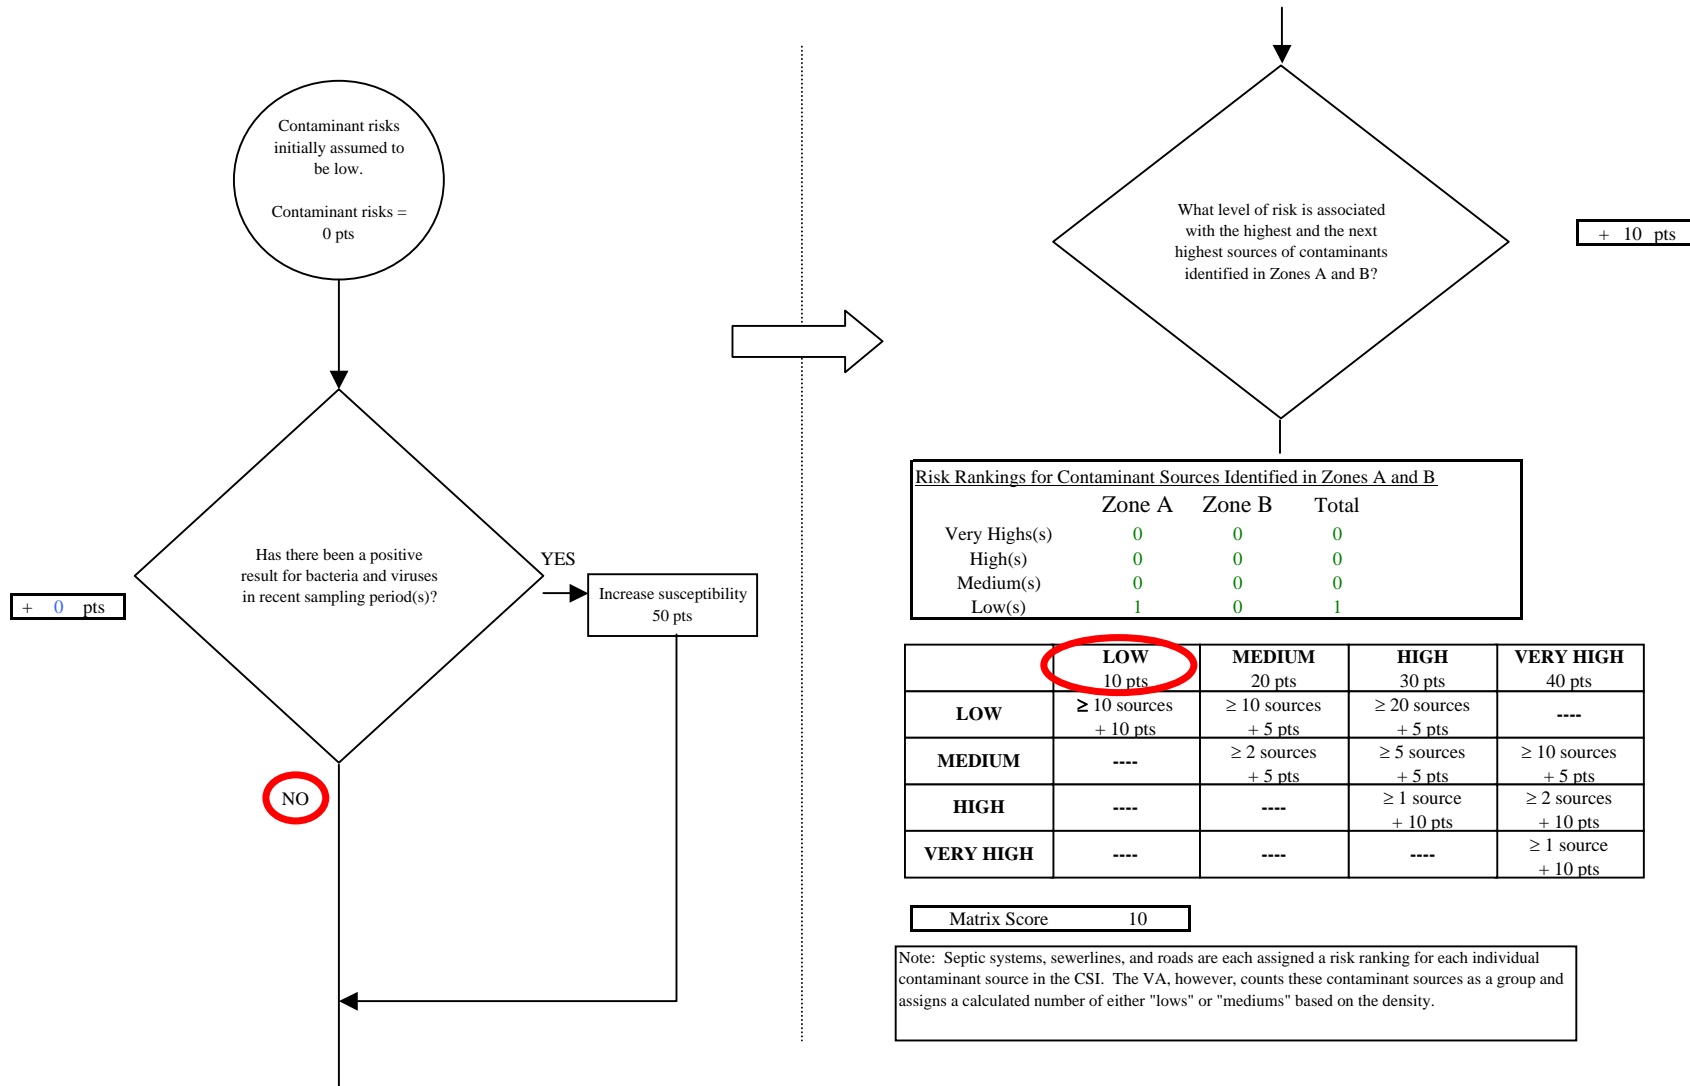 Contaminant risks
initially assumed to
be low.
Contaminant risks =
0 pts
Has there been a positive
result for bacteria and viruses
in recent sampling period(s)?
YES
Increase susceptibility
50 pts
+ 0 pts
NO
What level of risk is associated
with the highest and the next
highest sources of contaminants
identified in Zones A and B?
+ 10 pts
Risk Rankings for Contaminant Sources Identified in Zones A and B
Zone A Zone B Total
Very Highs(s) 0 0 0
High(s) 0 0 0
Medium(s) 0 0 0
Low(s) 1 0 1
LOW MEDIUM HIGH VERY HIGH
10 pts 20 pts 30 pts 40 pts
LOW ≥ 10 sources ≥ 10 sources ≥ 20 sources ----
+ 10 pts + 5 pts + 5 pts
MEDIUM ---- ≥ 2 sources ≥ 5 sources ≥ 10 sources
+ 5 pts + 5 pts + 5 pts
HIGH ---- ---- ≥ 1 source ≥ 2 sources
+ 10 pts + 10 pts
VERY HIGH ---- ---- ---- ≥ 1 source
+ 10 pts
Matrix Score 10
Note: Septic systems, sewerlines, and roads are each assigned a risk ranking for each individual
contaminant source in the CSI. The VA, however, counts these contaminant sources as a group and
assigns a calculated number of either "lows" or "mediums" based on the density.